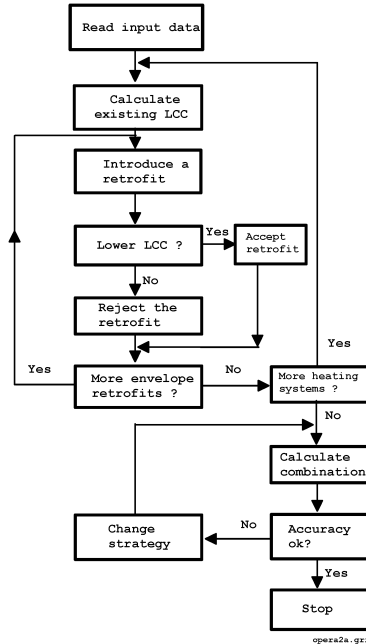 Read input data
Calculate
existing LCC
Introduce a
retrofit
Lower LCC ?
Yes
Accept
retrofit
No
Reject the
retrofit
Yes
More envelope
retrofits ?
No
More heating
systems ?
Yes
No
Calculate
combination
Change
strategy
No
Accuracy
ok?
Yes
Stop
opera2a.gr